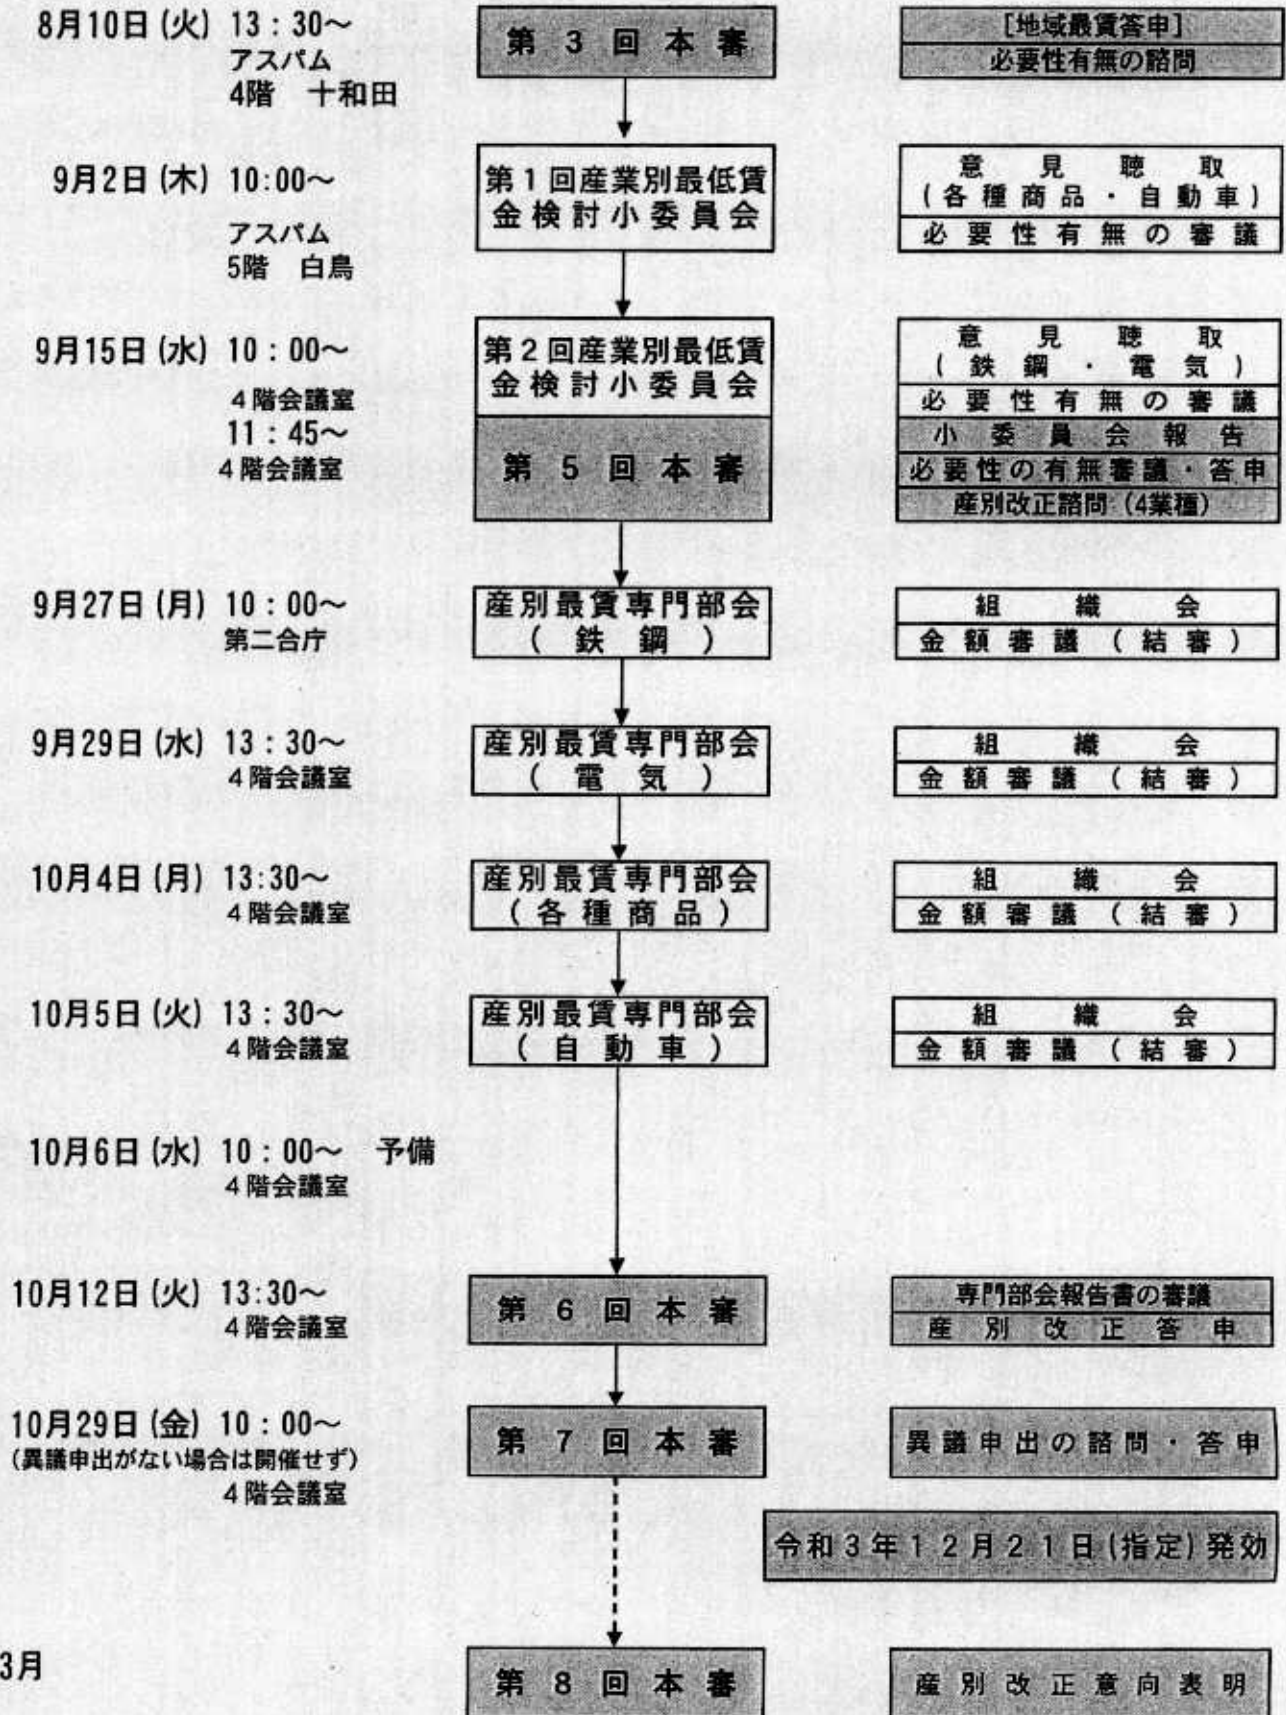 8月10日(火) 13：30～
アスパム
4階　十和田
第3回本審
[地域最賃答申]
必要性有無の諮問
9月2日(木) 10:00～
アスパム
5階　白鳥
第1回産業別最低賃
金検討小委員会
意見聴取
(各種商品・自動車)
必要性有無の審議
9月15日(水) 10：00～
4階会議室
11：45～
4階会議室
第2回産業別最低賃
金検討小委員会
第5回本審
意見聴取
(鉄鋼・電気)
必要性有無の審議
小委員会報告
必要性の有無審議・答申
産別改正諮問(4業種)
9月27日(月) 10：00～
第二合庁
産別最賃専門部会
(鉄鋼)
組織会
金額審議(結審)
9月29日(水) 13：30～
4階会議室
産別最賃専門部会
(電気)
組織会
金額審議(結審)
10月4日(月) 13:30～
4階会議室
産別最賃専門部会
(各種商品)
組織会
金額審議(結審)
10月5日(火) 13：30～
4階会議室
産別最賃専門部会
(自動車)
組織会
金額審議(結審)
10月6日(水) 10：00～　予備
4階会議室
10月12日(火) 13:30～
4階会議室
第6回本審
専門部会報告書の審議
産別改正答申
10月29日(金) 10：00～
(異議申出がない場合は開催せず)
4階会議室
第7回本審
異議申出の諮問・答申
令和3年12月21日(指定)発効
3月
第8回本審
産別改正意向表明